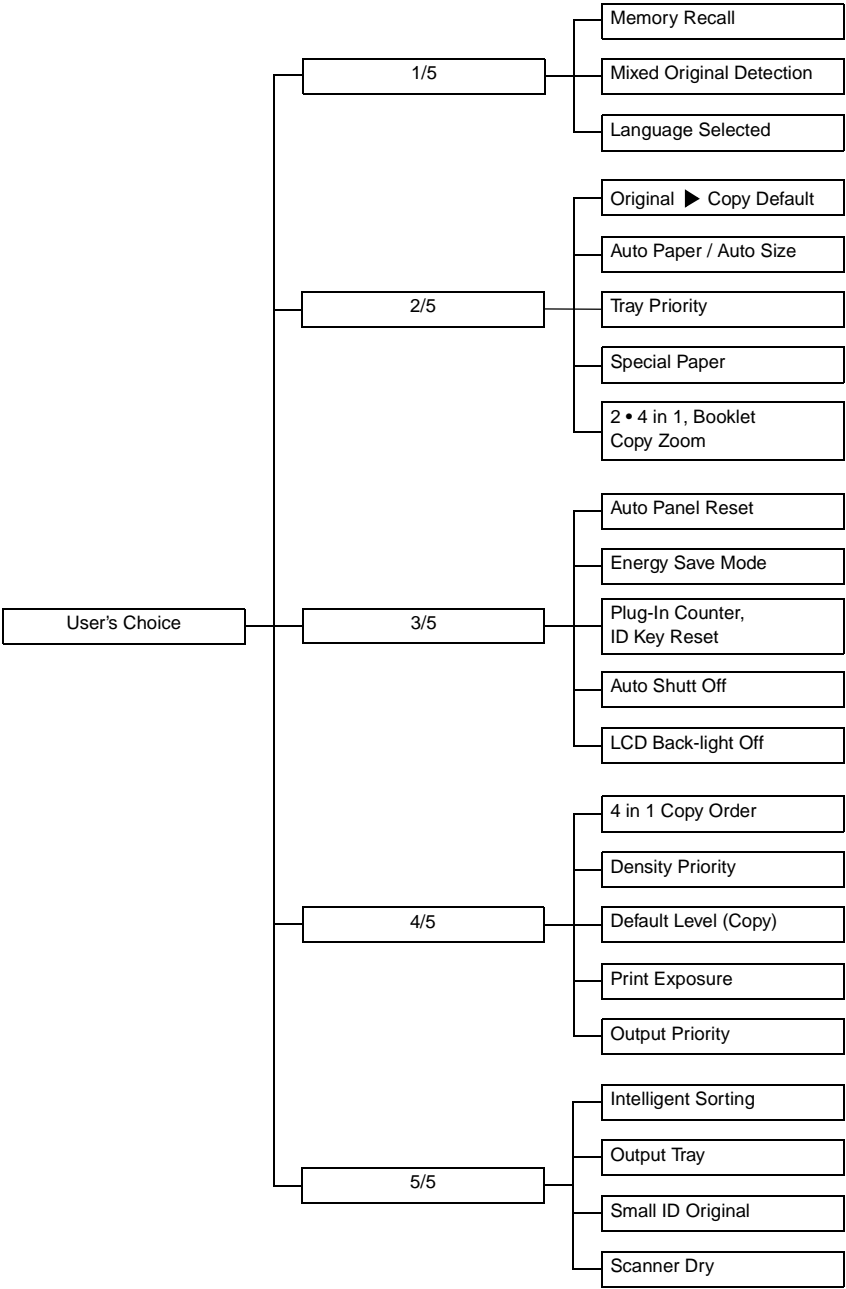 User's Choice
1/5
Memory Recall
Mixed Original Detection
Language Selected
2/5
Original ▶ Copy Default
Auto Paper / Auto Size
Tray Priority
Special Paper
2 • 4 in 1, Booklet
Copy Zoom
3/5
Auto Panel Reset
Energy Save Mode
Plug-In Counter,
ID Key Reset
Auto Shutt Off
LCD Back-light Off
4/5
4 in 1 Copy Order
Density Priority
Default Level (Copy)
Print Exposure
Output Priority
5/5
Intelligent Sorting
Output Tray
Small ID Original
Scanner Dry